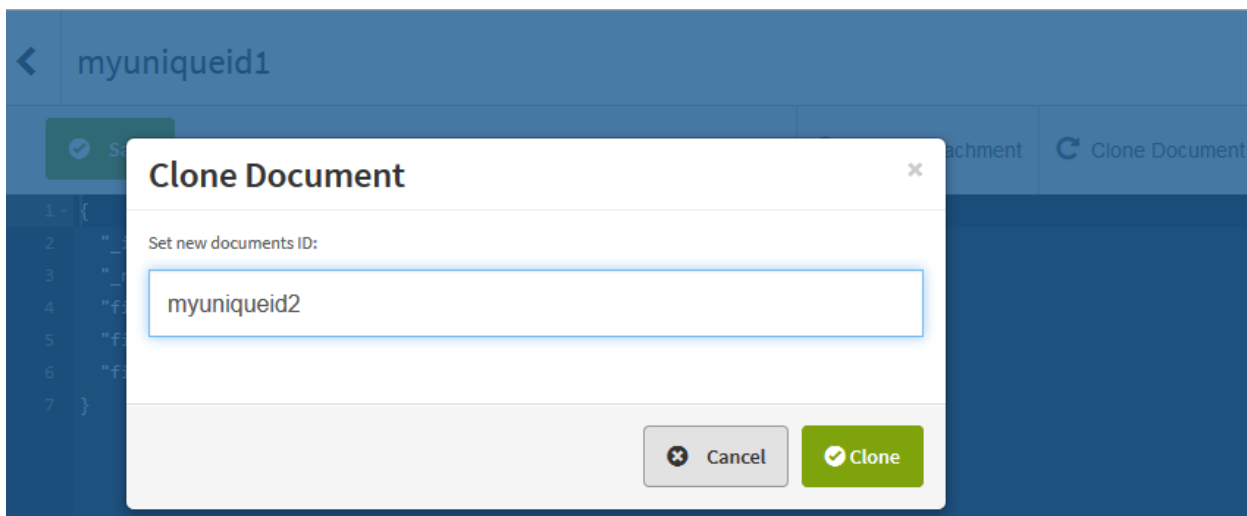 myuniqueid1
Clone Document
Clone Document
×
Set new documents ID:
myuniqueid2
1 {
2
3
4
5
6
7 }
Cancel
Clone